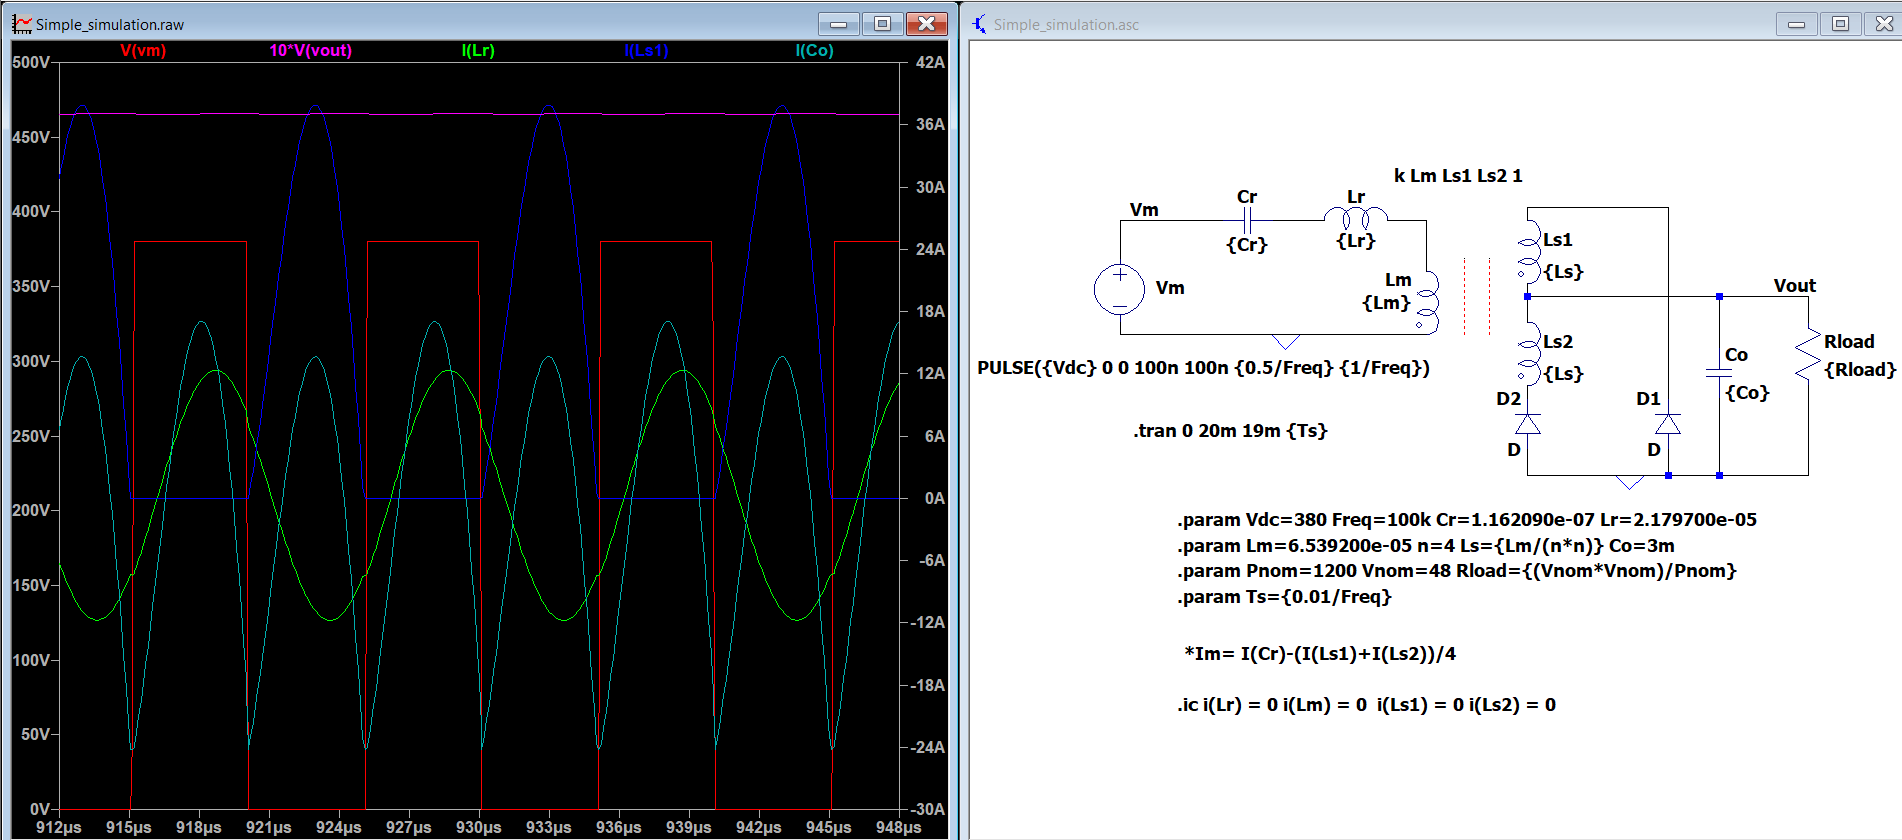 Simple_simulation.raw
V(vm) 10*V(vout) I(Lr) I(Ls1) I(Co)
500V 42A
450V 36A
400V 30A
350V 24A
300V 18A
250V 12A
200V 6A
150V 0A
100V -6A
50V -12A
0V -18A
-24A
-30A
912µs 915µs 918µs 921µs 924µs 927µs 930µs 933µs 936µs 939µs 942µs 945µs 948µs
Simple_simulation.asc
k Lm Ls1 Ls2 1
Vm
Cr
{Cr}
Lr
{Lr}
Vm
Lm
{Lm}
Ls1
{Ls}
Vout
Ls2
{Ls}
Co
{Co}
Rload
{Rload}
D2
D
D1
D
PULSE({Vdc} 0 0 100n 100n {0.5/Freq} {1/Freq})
.tran 0 20m 19m {Ts}
.param Vdc=380 Freq=100k Cr=1.162090e-07 Lr=2.179700e-05
.param Lm=6.539200e-05 n=4 Ls={Lm/(n*n)} Co=3m
.param Pnom=1200 Vnom=48 Rload={(Vnom*Vnom)/Pnom}
.param Ts={0.01/Freq}
*Im= I(Cr)-(I(Ls1)+I(Ls2))/4
.ic i(Lr) = 0 i(Lm) = 0 i(Ls1) = 0 i(Ls2) = 0